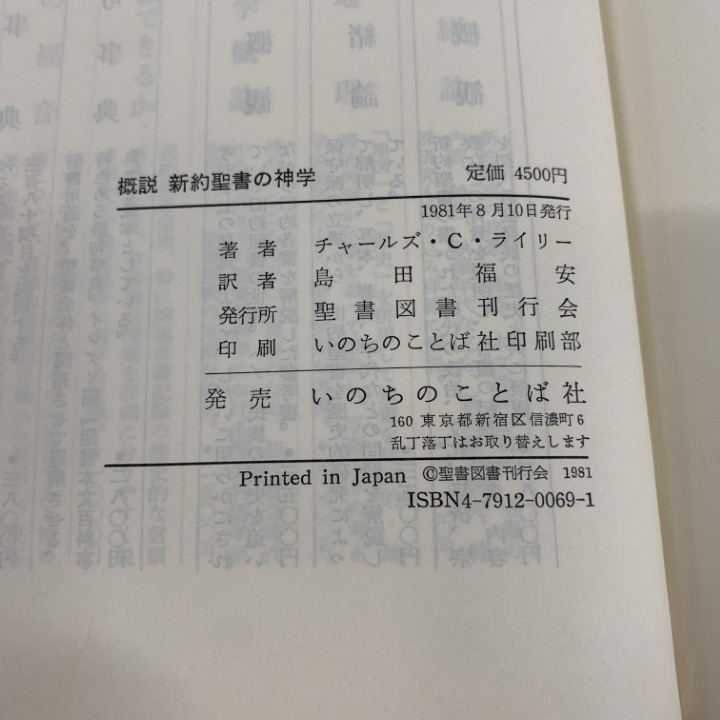 概説 新約聖書の神学 定価 4500円
1981年8月10日発行
著者 チャールズ・C・ライリー
訳者 島田福安
発行所 聖書図書刊行会
印刷 いのちのことば社印刷部
発売 いのちのことば社
160 東京都新宿区信濃町6
乱丁落丁はお取り替えします
Printed in Japan ©聖書図書刊行会 1981
ISBN4-7912-0069-1